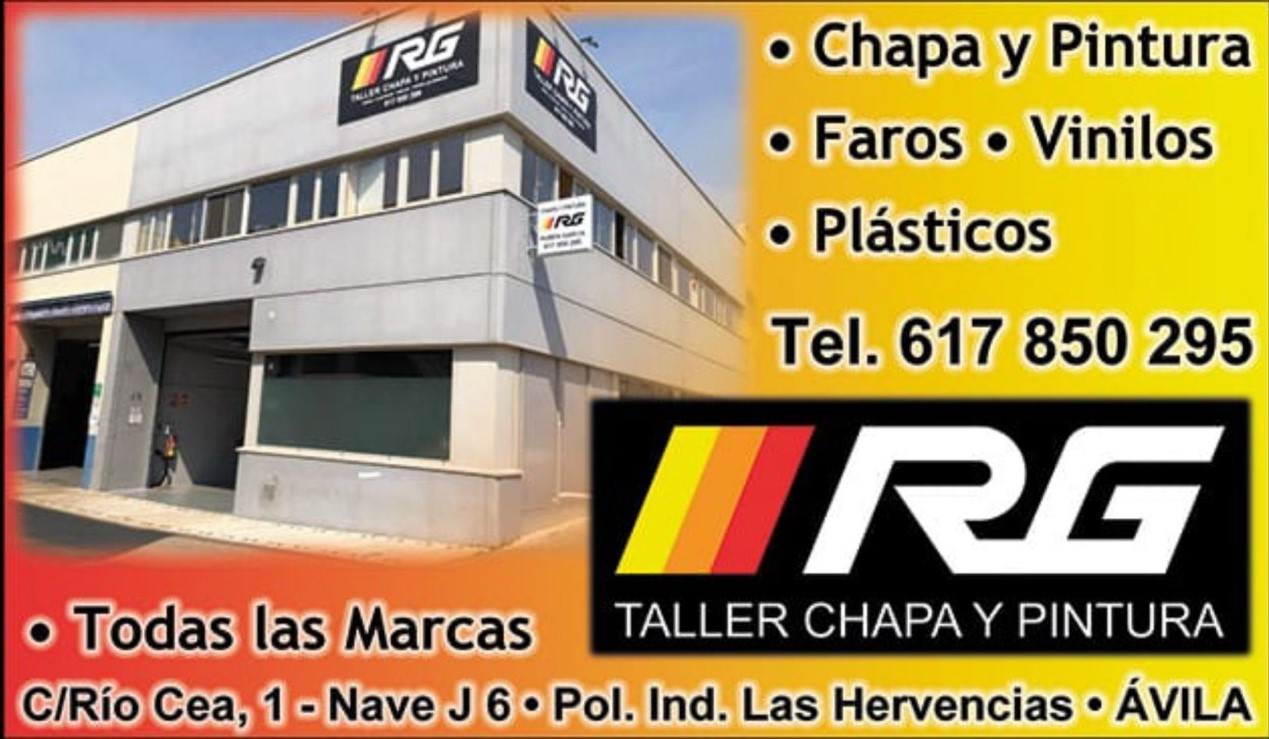 RG
TALLER CHAPA Y PINTURA
RG
RG
• Chapa y Pintura
• Faros • Vinilos
• Plásticos
Tel. 617 850 295
RG
TALLER CHAPA Y PINTURA
• Todas las Marcas
C/Río Cea, 1 - Nave J 6 • Pol. Ind. Las Hervencias • ÁVILA